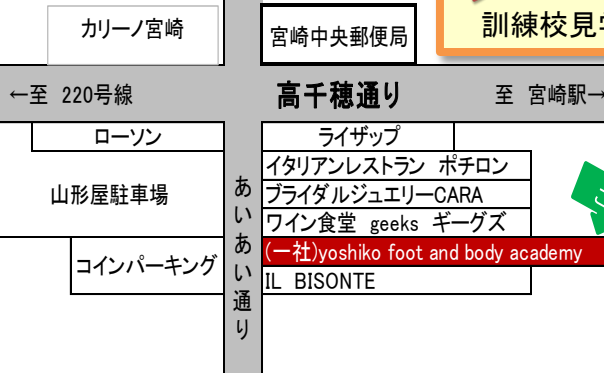 カリーノ宮崎
宮崎中央郵便局
訓練校見
←至 220号線
高千穂通り
至 宮崎駅→
ローソン
ライザップ
イタリアンレストラン ポチロン
山形屋駐車場
ブライダルジュエリーCARA
ワイン食堂 geeks ギーグズ
あいあい通り
(一社)yoshiko foot and body academy
コインパーキング
IL BISONTE